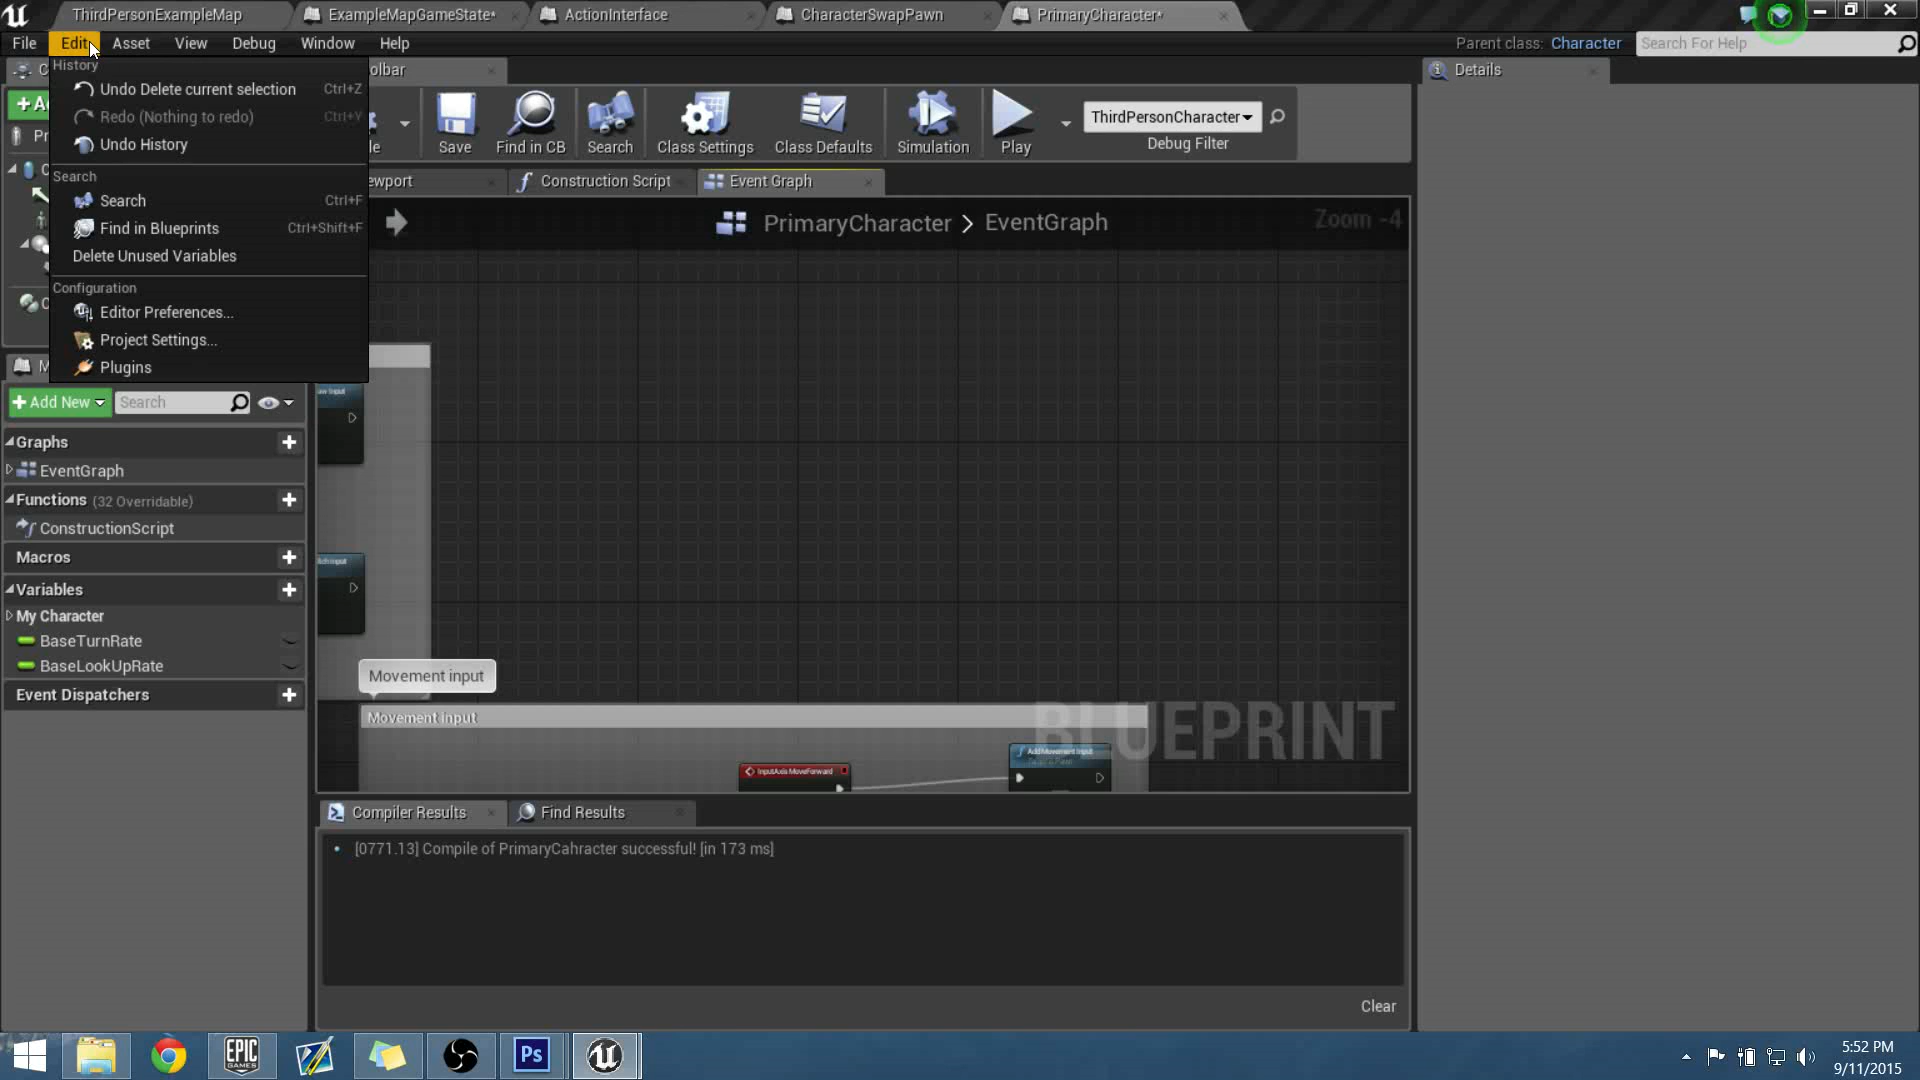 ThirdPersonExampleMap
ExampleMapGameState*
ActionInterface
CharacterSwapPawn
PrimaryCharacter*
File Edit Asset View Debug Window Help
Parent class: Character
Search For Help
History
Undo Delete current selection Ctrl+Z
Redo (Nothing to redo) Ctrl+Y
Undo History
Search
Search Ctrl+F
Find in Blueprints Ctrl+Shift+F
Delete Unused Variables
Configuration
Editor Preferences...
Project Settings...
Plugins
olbar
Details
Save
Find in CB
Search
Class Settings
Class Defaults
Simulation
Play
ThirdPersonCharacter
Debug Filter
ewport
Construction Script
Event Graph
PrimaryCharacter > EventGraph
Zoom -4
Add New
Search
Graphs
EventGraph
Functions (32 Overridable)
ConstructionScript
Macros
Variables
My Character
BaseTurnRate
BaseLookUpRate
Event Dispatchers
Movement input
Movement input
InputAxis MoveForward
Add Movement Input
BLUEPRINT
Compiler Results
Find Results
[0771.13] Compile of PrimaryCahracter successful! [in 173 ms]
Clear
EPIC
GAMES
Ps
5:52 PM
9/11/2015